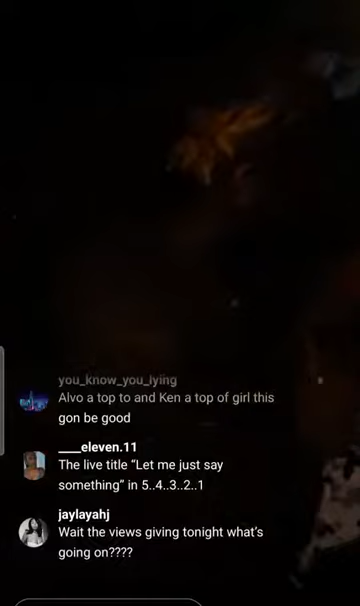 you_know_you_lying
Alvo a top to and Ken a top of girl this
gon be good
___eleven.11
The live title “Let me just say
something” in 5..4..3..2..1
jaylayahj
Wait the views giving tonight what’s
going on????